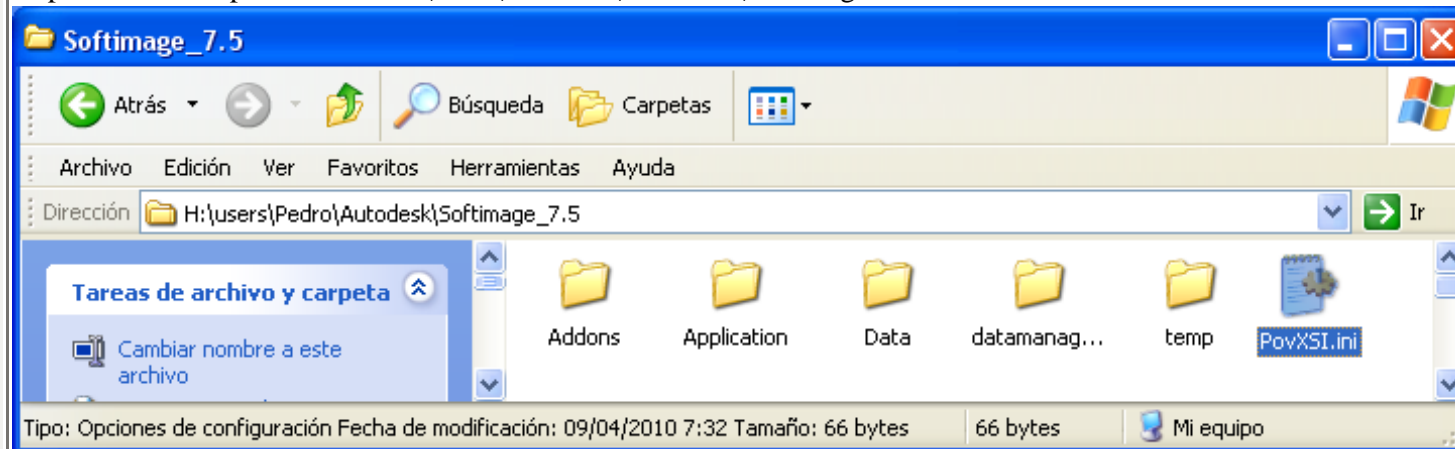 Softimage_7.5
Atrás Búsqueda Carpetas
Archivo Edición Ver Favoritos Herramientas Ayuda
Dirección H:\users\Pedro\Autodesk\Softimage_7.5 Ir
Tareas de archivo y carpeta
Cambiar nombre a este
archivo
Addons Application Data datamanag... temp PovXSI.ini
Tipo: Opciones de configuración Fecha de modificación: 09/04/2010 7:32 Tamaño: 66 bytes 66 bytes Mi equipo